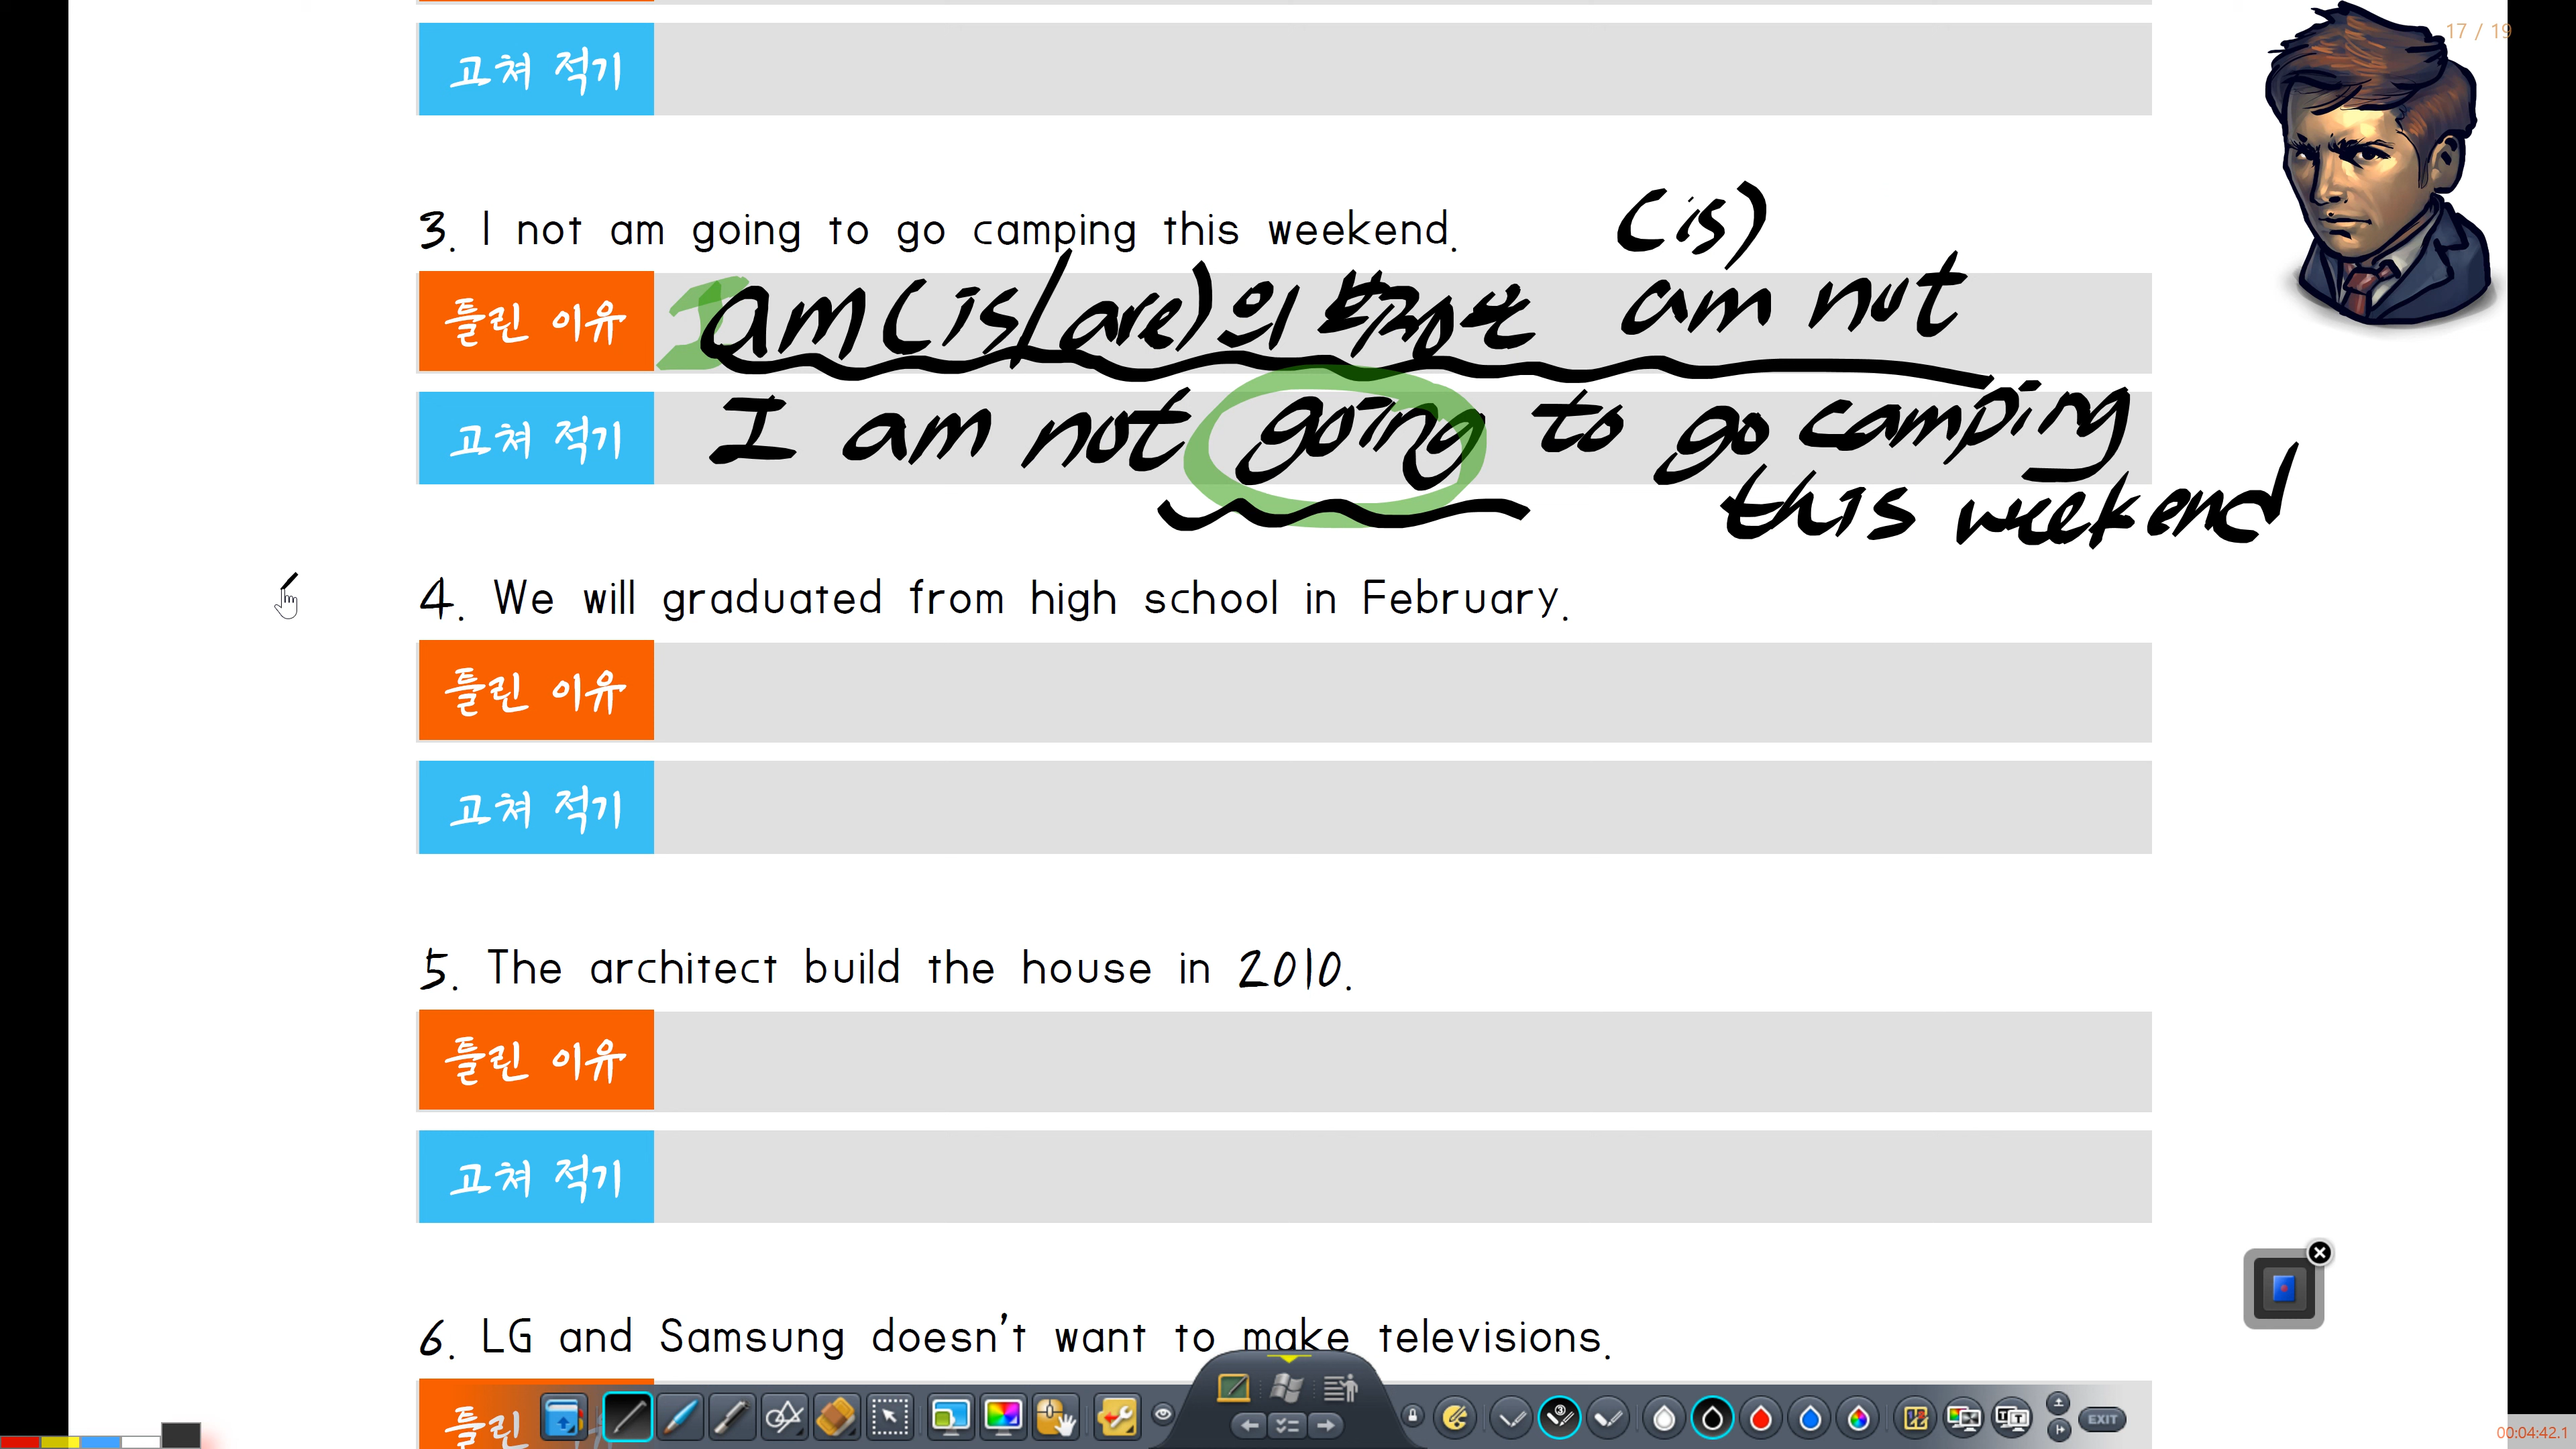 17 / 19
고쳐 적기
3. I not am going to go camping this weekend.
(is)
틀린 이유
I am (is/are)의 부정문 am not
고쳐 적기
I am not going to go camping
this weekend
4. We will graduated from high school in February.
틀린 이유
고쳐 적기
5. The architect build the house in 2010.
틀린 이유
고쳐 적기
6. LG and Samsung doesn't want to make televisions.
틀린
EXIT
00:04:42.1